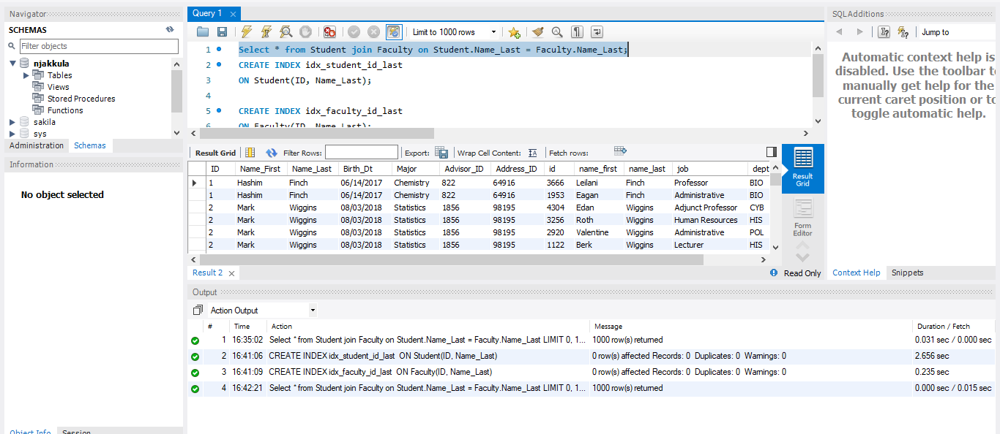 Navigator
SCHEMAS
Filter objects
njakkula
Tables
Views
Stored Procedures
Functions
sakila
sys
Administration Schemas
Information
No object selected
Object Info Session
Query 1
Limit to 1000 rows
1 Select * from Student join Faculty on Student.Name_Last = Faculty.Name_Last;
2 CREATE INDEX idx_student_id_last
3 ON Student(ID, Name_Last);
4
5 CREATE INDEX idx_faculty_id_last
6 ON Faculty(ID, Name_Last);
Result Grid Filter Rows: Export: Wrap Cell Content: Fetch rows:
ID Name_First Name_Last Birth_Dt Major Advisor_ID Address_ID id name_first name_last job dept
1 Hashim Finch 06/14/2017 Chemistry 822 64916 3666 Leilani Finch Professor BIO
1 Hashim Finch 06/14/2017 Chemistry 822 64916 1953 Eagan Finch Administrative BIO
2 Mark Wiggins 08/03/2018 Statistics 1856 98195 4304 Edan Wiggins Adjunct Professor CYB
2 Mark Wiggins 08/03/2018 Statistics 1856 98195 3256 Roth Wiggins Human Resources HIS
2 Mark Wiggins 08/03/2018 Statistics 1856 98195 2920 Valentine Wiggins Administrative POL
2 Mark Wiggins 08/03/2018 Statistics 1856 98195 1122 Berk Wiggins Lecturer HIS
Result
Grid
Form
Editor
Result 2
Read Only
SQLAdditions
Jump to
Automatic context help is
disabled. Use the toolbar to
manually get help for the
current caret position or to
toggle automatic help.
Context Help Snippets
Output
Action Output
# Time Action Message Duration / Fetch
1 16:35:02 Select * from Student join Faculty on Student.Name_Last = Faculty.Name_Last LIMIT 0, 1... 1000 row(s) returned 0.031 sec / 0.000 sec
2 16:41:06 CREATE INDEX idx_student_id_last ON Student(ID, Name_Last) 0 row(s) affected Records: 0 Duplicates: 0 Warnings: 0 2.656 sec
3 16:41:09 CREATE INDEX idx_faculty_id_last ON Faculty(ID, Name_Last) 0 row(s) affected Records: 0 Duplicates: 0 Warnings: 0 0.235 sec
4 16:42:21 Select * from Student join Faculty on Student.Name_Last = Faculty.Name_Last LIMIT 0, 1... 1000 row(s) returned 0.000 sec / 0.015 sec